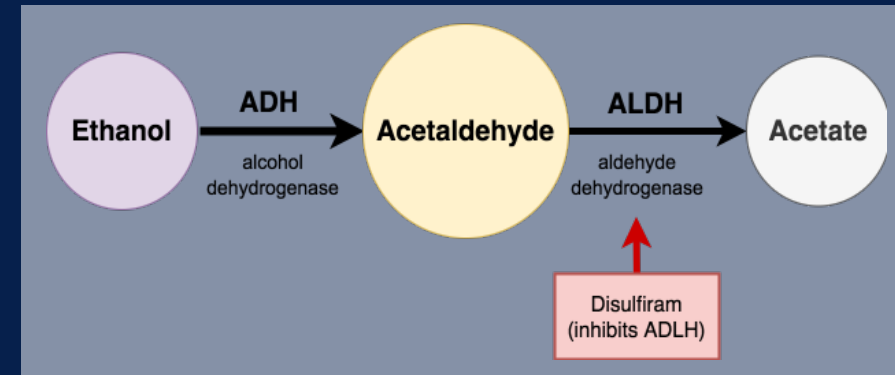 Ethanol
ADH
alcohol
dehydrogenase
Acetaldehyde
ALDH
aldehyde
dehydrogenase
Acetate
Disulfiram
(inhibits ADLH)